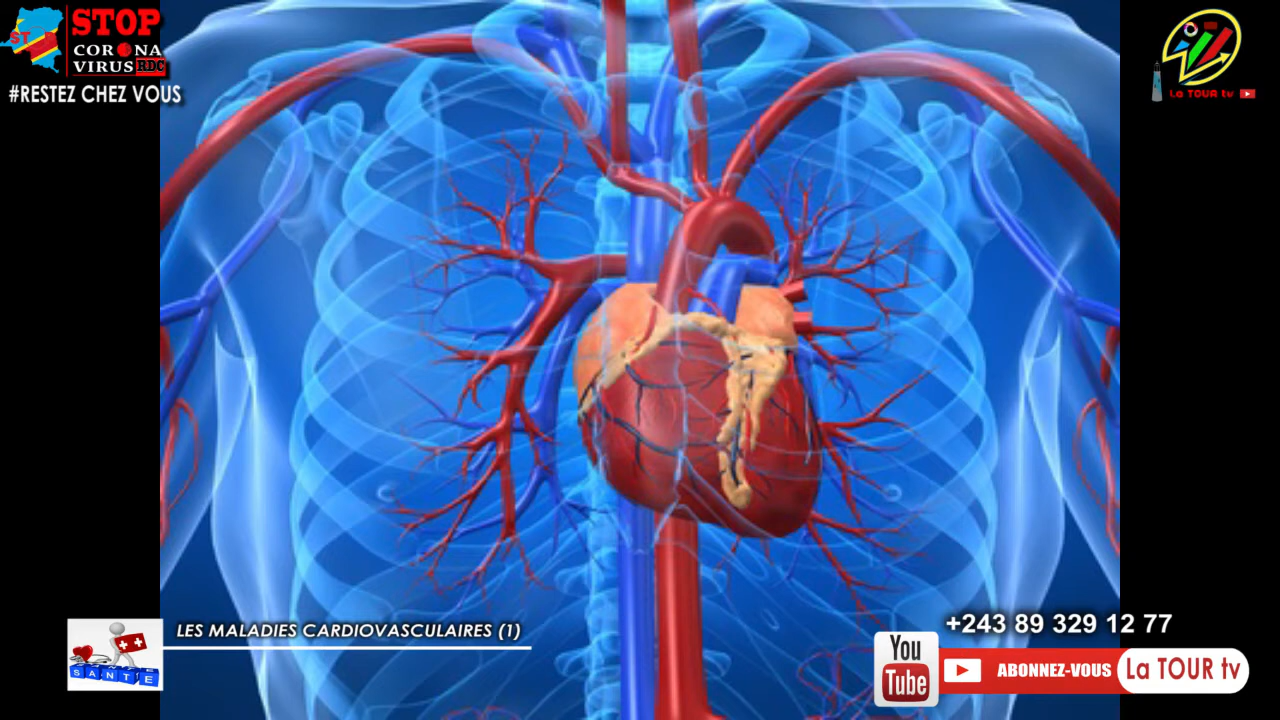 STOP
CORONA
VIRUS RDC
#RESTEZ CHEZ VOUS
La TOUR tv
LES MALADIES CARDIOVASCULAIRES (1)
SANTE
+243 89 329 12 77
You
Tube
ABONNEZ-VOUS
La TOUR tv